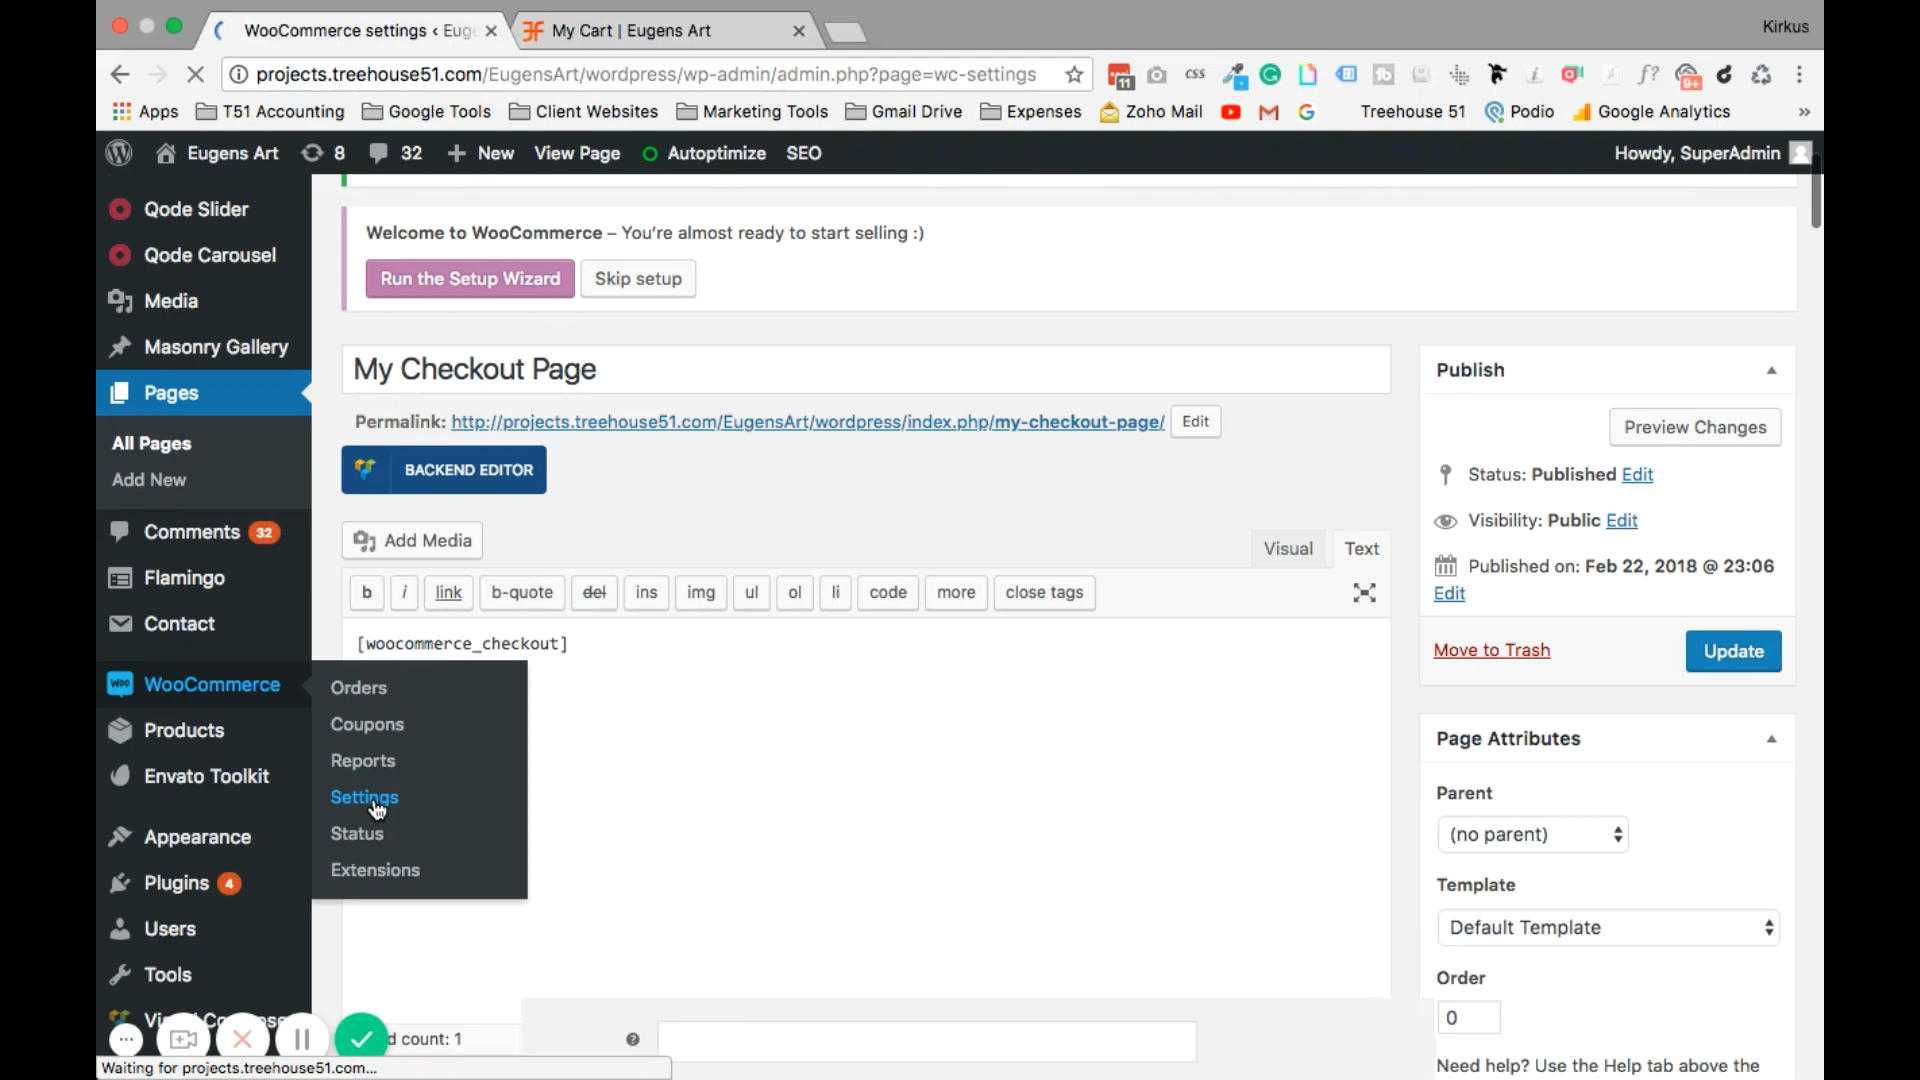 WooCommerce settings ‹ Euge
My Cart | Eugens Art
Kirkus
projects.treehouse51.com/EugensArt/wordpress/wp-admin/admin.php?page=wc-settings
11
css
1b
i
f?
9+
Apps
T51 Accounting
Google Tools
Client Websites
Marketing Tools
Gmail Drive
Expenses
Zoho Mail
Treehouse 51
Podio
Google Analytics
»
Eugens Art
8
32
New
View Page
Autoptimize
SEO
Howdy, SuperAdmin
Qode Slider
Qode Carousel
Media
Masonry Gallery
Pages
All Pages
Add New
Comments 32
Flamingo
Contact
WooCommerce
Products
Envato Toolkit
Appearance
Plugins 4
Users
Tools
Orders
Coupons
Reports
Settings
Status
Extensions
Welcome to WooCommerce – You're almost ready to start selling :)
Run the Setup Wizard
Skip setup
My Checkout Page
Permalink: http://projects.treehouse51.com/EugensArt/wordpress/index.php/my-checkout-page/
Edit
BACKEND EDITOR
Add Media
Visual
Text
b
i
link
b-quote
del
ins
img
ul
ol
li
code
more
close tags
[woocommerce_checkout]
d count: 1
Publish
Preview Changes
Status: Published Edit
Visibility: Public Edit
Published on: Feb 22, 2018 @ 23:06
Edit
Move to Trash
Update
Page Attributes
Parent
(no parent)
Template
Default Template
Order
0
Need help? Use the Help tab above the
Waiting for projects.treehouse51.com...